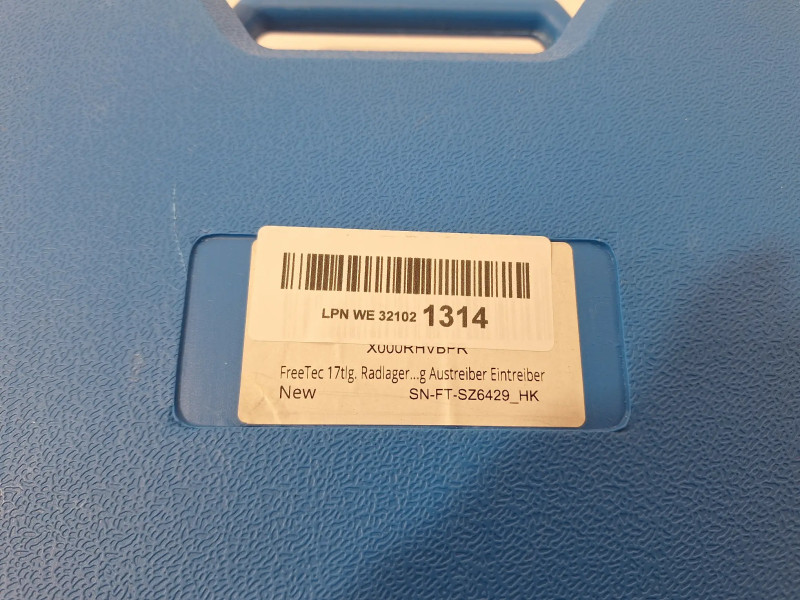 LPN WE 32102 1314
X000RHVBPR
FreeTec 17tlg. Radlager...g Austreiber Eintreiber
New SN-FT-SZ6429_HK